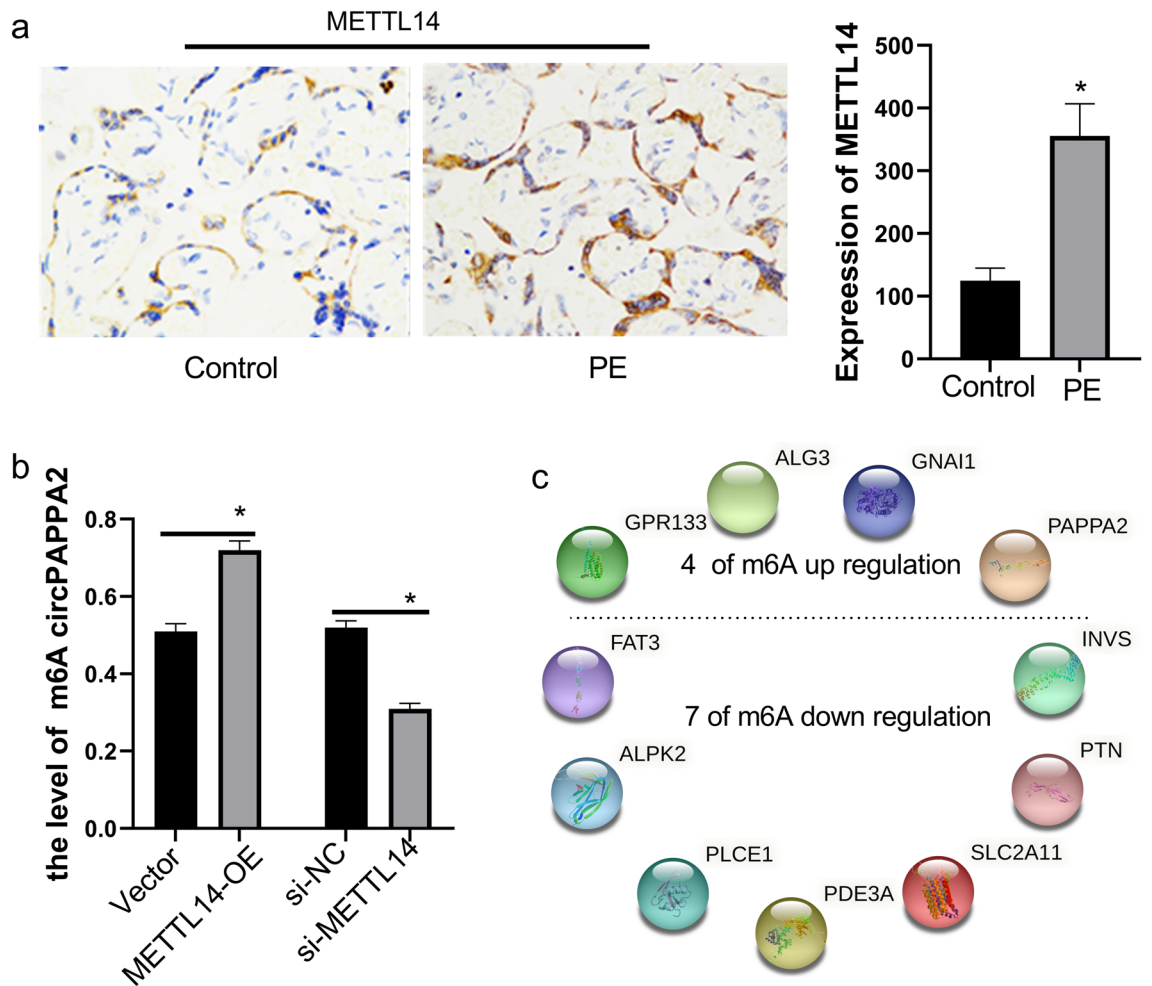 a
METTL14
Control
PE
Expreession of METTL14
500
400
300
200
100
0
*
Control
PE
b
the level of m6A circPAPPA2
0.8
0.6
0.4
0.2
0.0
*
*
Vector
METTL14-OE
si-NC
si-METTL14
c
ALG3
GNAI1
GPR133
PAPPA2
4 of m6A up regulation
FAT3
INVS
7 of m6A down regulation
ALPK2
PTN
PLCE1
SLC2A11
PDE3A